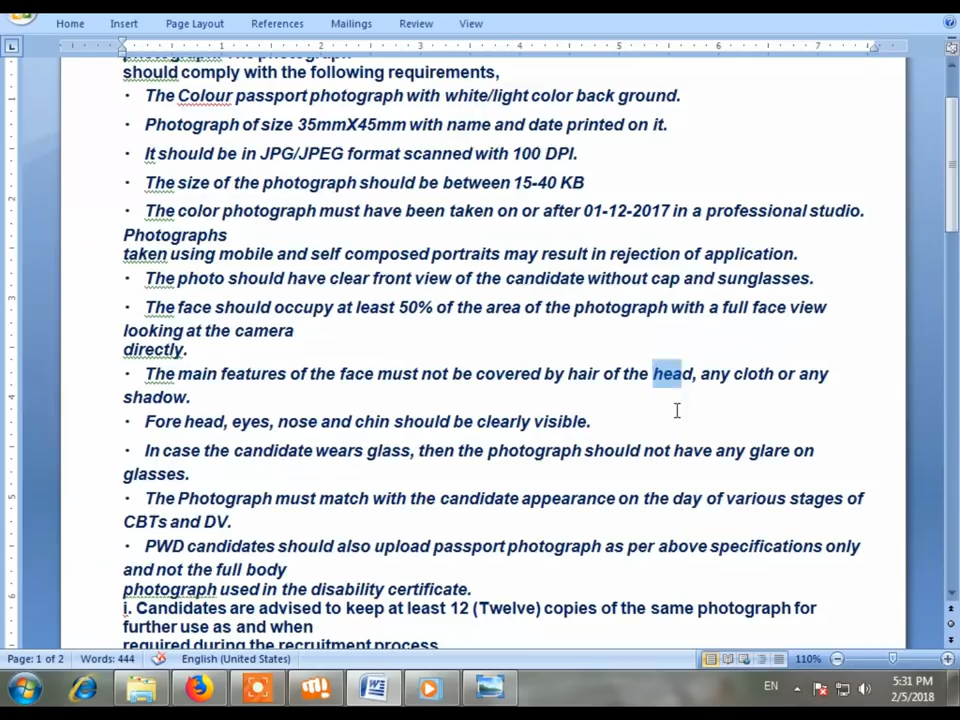 Home Insert Page Layout References Mailings Review View
1 2 3 4 5 6 7
should comply with the following requirements,
· The Colour passport photograph with white/light color back ground.
· Photograph of size 35mmX45mm with name and date printed on it.
· It should be in JPG/JPEG format scanned with 100 DPI.
· The size of the photograph should be between 15-40 KB
· The color photograph must have been taken on or after 01-12-2017 in a professional studio.
Photographs
taken using mobile and self composed portraits may result in rejection of application.
· The photo should have clear front view of the candidate without cap and sunglasses.
· The face should occupy at least 50% of the area of the photograph with a full face view
looking at the camera
directly.
· The main features of the face must not be covered by hair of the head, any cloth or any
shadow.
· Fore head, eyes, nose and chin should be clearly visible.
· In case the candidate wears glass, then the photograph should not have any glare on
glasses.
· The Photograph must match with the candidate appearance on the day of various stages of
CBTs and DV.
· PWD candidates should also upload passport photograph as per above specifications only
and not the full body
photograph used in the disability certificate.
i. Candidates are advised to keep at least 12 (Twelve) copies of the same photograph for
further use as and when
required during the recruitment process
Page: 1 of 2 Words: 444 English (United States) 110%
EN 5:31 PM
2/5/2018